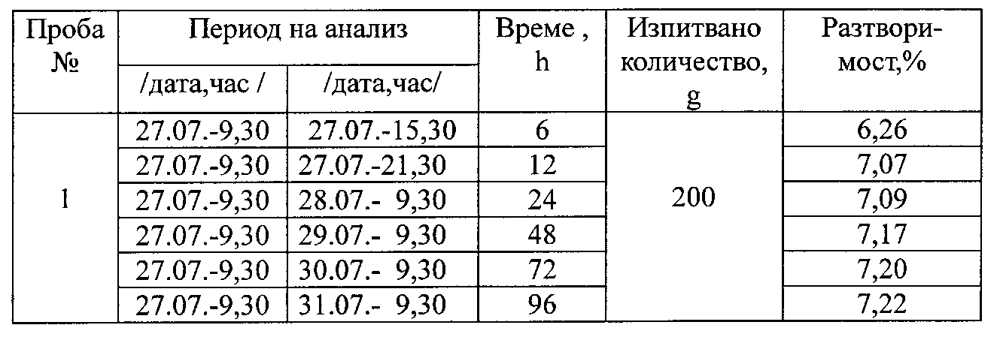 Проба № Период на анализ Време , h Изпитвано количество, g Разтвори-мост,%
/дата,час / /дата,час/
27.07.-9,30 27.07.-15,30 6 6,26
27.07.-9,30 27.07.-21,30 12 7,07
1 27.07.-9,30 28.07.- 9,30 24 200 7,09
27.07.-9,30 29.07.- 9,30 48 7,17
27.07.-9,30 30.07.- 9,30 72 7,20
27.07.-9,30 31.07.- 9,30 96 7,22